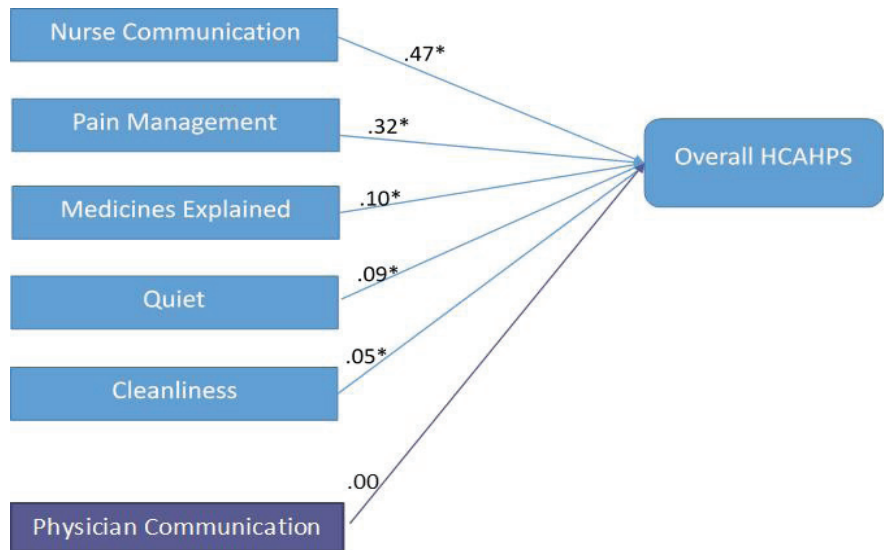 Nurse Communication
.47*
Pain Management
.32*
Overall HCAHPS
Medicines Explained
.10*
Quiet
.09*
Cleanliness
.05*
Physician Communication
.00